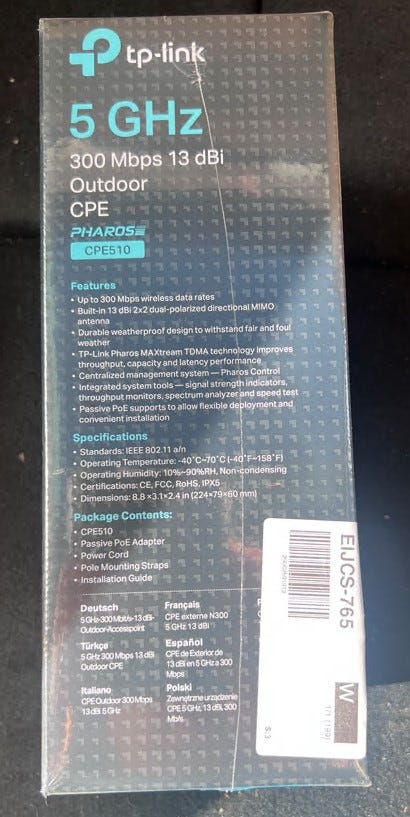 tp-link
5 GHz
300 Mbps 13 dBi
Outdoor
CPE
PHAROS
CPE510
Features
• Up to 300 Mbps wireless data rates
• Built-in 13 dBi 2x2 dual-polarized directional MIMO
antenna
• Durable weatherproof design to withstand fair and foul
weather
• TP-Link Pharos MAXtream TDMA technology improves
throughput, capacity and latency performance
• Centralized management system — Pharos Control
• Integrated system tools — signal strength indicators,
throughput monitors, spectrum analyzer and speed test
• Passive PoE supports to allow flexible deployment and
convenient installation
Specifications
• Standards: IEEE 802.11 a/n
• Operating Temperature: -40˚C~70˚C (-40˚F~158˚F)
• Operating Humidity: 10%~90%RH, Non-condensing
• Certifications: CE, FCC, RoHS, IPX5
• Dimensions: 8.8 ×3.1×2.4 in (224×79×60 mm)
Package Contents:
• CPE510
• Passive PoE Adapter
• Power Cord
• Pole Mounting Straps
• Installation Guide
Deutsch
5 GHz-300 Mbit/s-13 dBi-
Outdoor-Accesspoint
Français
CPE externe N300
5 GHz 13 dBi
Türkçe
5 GHz 300 Mbps 13 dBi
Outdoor CPE
Español
CPE de Exterior de
13 dBi en 5 GHz a 300
Mbps
Italiano
CPE Outdoor 300 Mbps
13 dBi 5 GHz
Polski
Zewnętrzne urządzenie
CPE 5 GHz, 13 dBi, 300
Mb/s
EIJCS-765
W
1/1 (199)
S-3